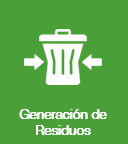 Generación de
Residuos